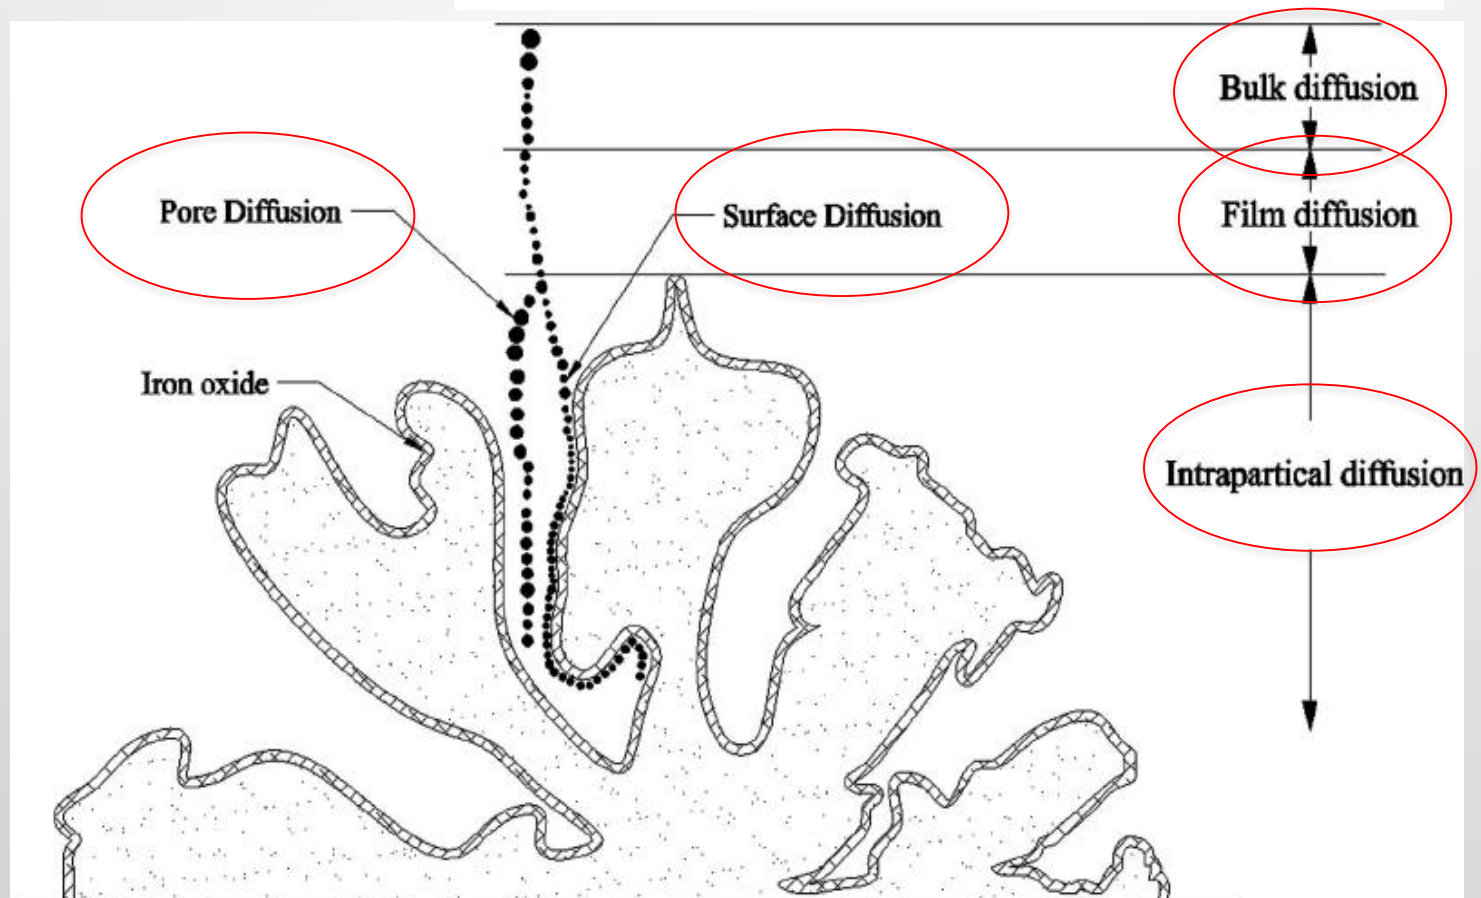 Bulk diffusion
Pore Diffusion
Surface Diffusion
Film diffusion
Iron oxide
Intrapartical diffusion